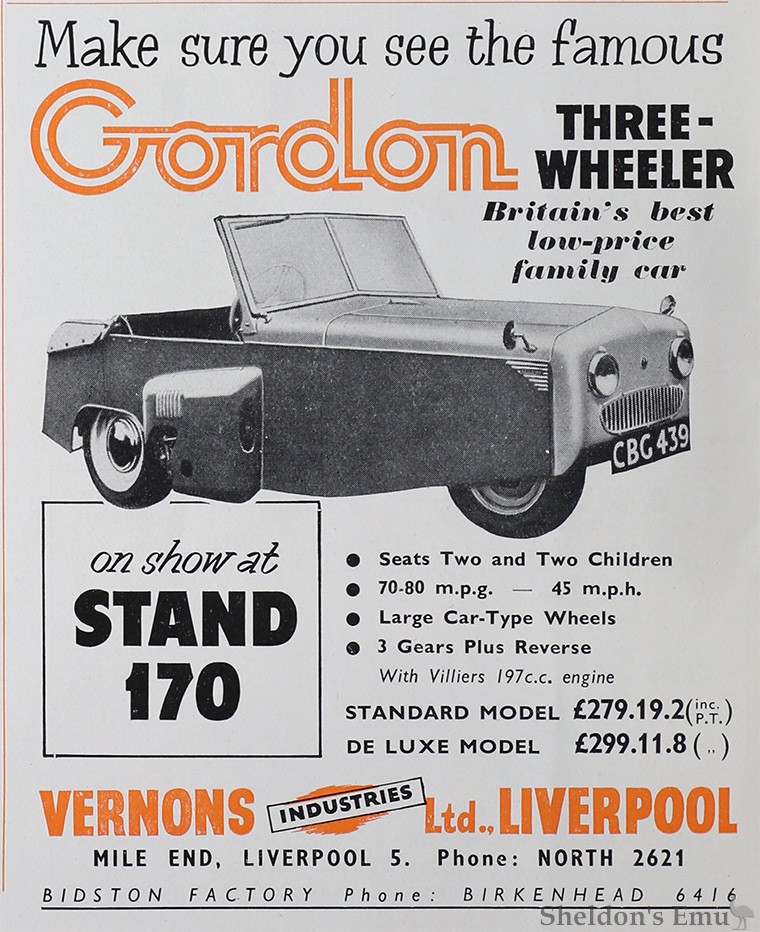 Make sure you see the famous
Gordon
THREE-
WHEELER
Britain's best
low-price
family car
CBG 439
on show at
STAND
170
● Seats Two and Two Children
● 70-80 m.p.g. — 45 m.p.h.
● Large Car-Type Wheels
● 3 Gears Plus Reverse
With Villiers 197c.c. engine
STANDARD MODEL £279.19.2 (inc. P.T.)
DE LUXE MODEL £299.11.8 ( ,, )
VERNONS INDUSTRIES Ltd., LIVERPOOL
MILE END, LIVERPOOL 5. Phone: NORTH 2621
BIDSTON FACTORY Phone: BIRKENHEAD 6416
Sheldon's Emu